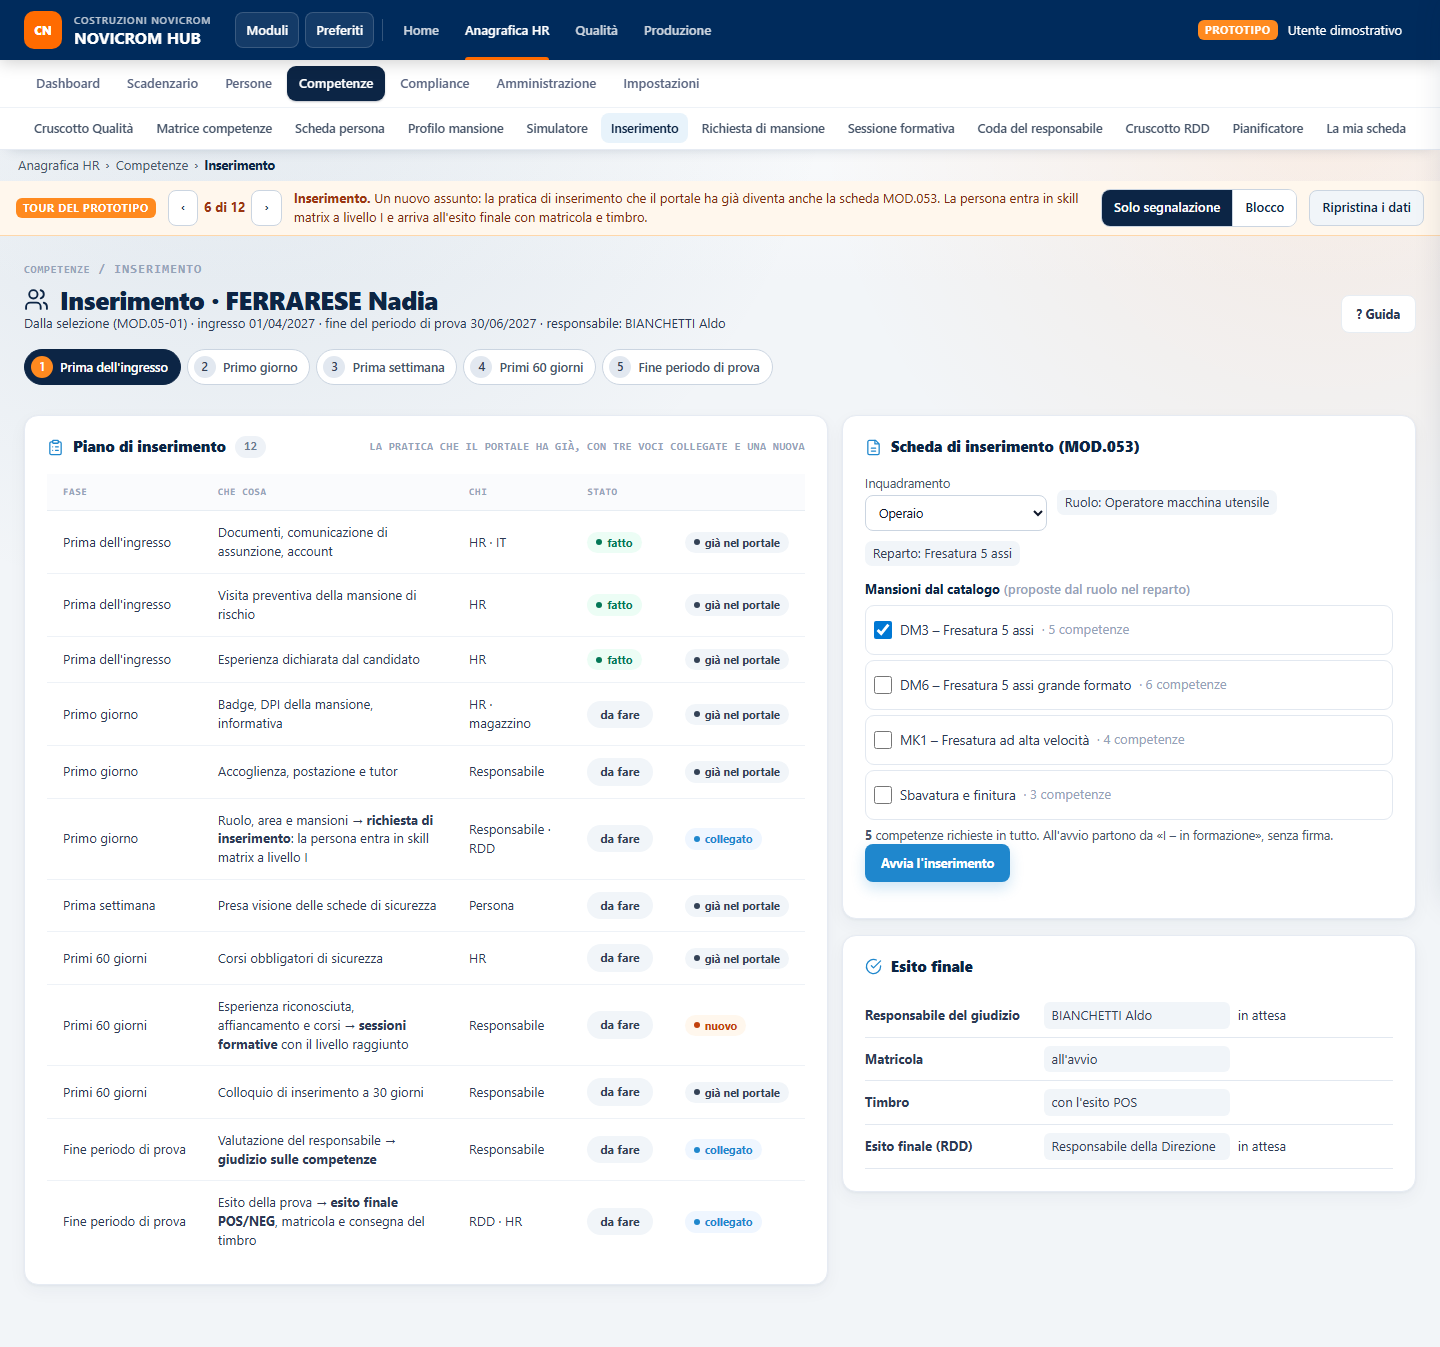 CN
COSTRUZIONI NOVICROM
NOVICROM HUB
Moduli
Preferiti
Home
Anagrafica HR
Qualità
Produzione
PROTOTIPO
Utente dimostrativo
Dashboard
Scadenzario
Persone
Competenze
Compliance
Amministrazione
Impostazioni
Cruscotto Qualità
Matrice competenze
Scheda persona
Profilo mansione
Simulatore
Inserimento
Richiesta di mansione
Sessione formativa
Coda del responsabile
Cruscotto RDD
Pianificatore
La mia scheda
Anagrafica HR › Competenze › Inserimento
TOUR DEL PROTOTIPO
‹
6 di 12
›
Inserimento. Un nuovo assunto: la pratica di inserimento che il portale ha già diventa anche la scheda MOD.053. La persona entra in skill
matrix a livello I e arriva all'esito finale con matricola e timbro.
Solo segnalazione
Blocco
Ripristina i dati
COMPETENZE / INSERIMENTO
Inserimento · FERRARESE Nadia
Dalla selezione (MOD.05-01) · ingresso 01/04/2027 · fine del periodo di prova 30/06/2027 · responsabile: BIANCHETTI Aldo
? Guida
1 Prima dell'ingresso
2 Primo giorno
3 Prima settimana
4 Primi 60 giorni
5 Fine periodo di prova
Piano di inserimento 12
LA PRATICA CHE IL PORTALE HA GIÀ, CON TRE VOCI COLLEGATE E UNA NUOVA
FASE CHE COSA CHI STATO
Prima dell'ingresso
Documenti, comunicazione di
assunzione, account
HR · IT
fatto
già nel portale
Prima dell'ingresso
Visita preventiva della mansione di
rischio
HR
fatto
già nel portale
Prima dell'ingresso
Esperienza dichiarata dal candidato
HR
fatto
già nel portale
Primo giorno
Badge, DPI della mansione,
informativa
HR ·
magazzino
da fare
già nel portale
Primo giorno
Accoglienza, postazione e tutor
Responsabile
da fare
già nel portale
Primo giorno
Ruolo, area e mansioni → richiesta di
inserimento: la persona entra in skill
matrix a livello I
Responsabile ·
RDD
da fare
collegato
Prima settimana
Presa visione delle schede di sicurezza
Persona
da fare
già nel portale
Primi 60 giorni
Corsi obbligatori di sicurezza
HR
da fare
già nel portale
Primi 60 giorni
Esperienza riconosciuta,
affiancamento e corsi → sessioni
formative con il livello raggiunto
Responsabile
da fare
nuovo
Primi 60 giorni
Colloquio di inserimento a 30 giorni
Responsabile
da fare
già nel portale
Fine periodo di prova
Valutazione del responsabile →
giudizio sulle competenze
Responsabile
da fare
collegato
Fine periodo di prova
Esito della prova → esito finale
POS/NEG, matricola e consegna del
timbro
RDD · HR
da fare
collegato
Scheda di inserimento (MOD.053)
Inquadramento
Operaio
Ruolo: Operatore macchina utensile
Reparto: Fresatura 5 assi
Mansioni dal catalogo (proposte dal ruolo nel reparto)
DM3 – Fresatura 5 assi · 5 competenze
DM6 – Fresatura 5 assi grande formato · 6 competenze
MK1 – Fresatura ad alta velocità · 4 competenze
Sbavatura e finitura · 3 competenze
5 competenze richieste in tutto. All'avvio partono da «I – in formazione», senza firma.
Avvia l'inserimento
Esito finale
Responsabile del giudizio BIANCHETTI Aldo in attesa
Matricola all'avvio
Timbro con l'esito POS
Esito finale (RDD) Responsabile della Direzione in attesa